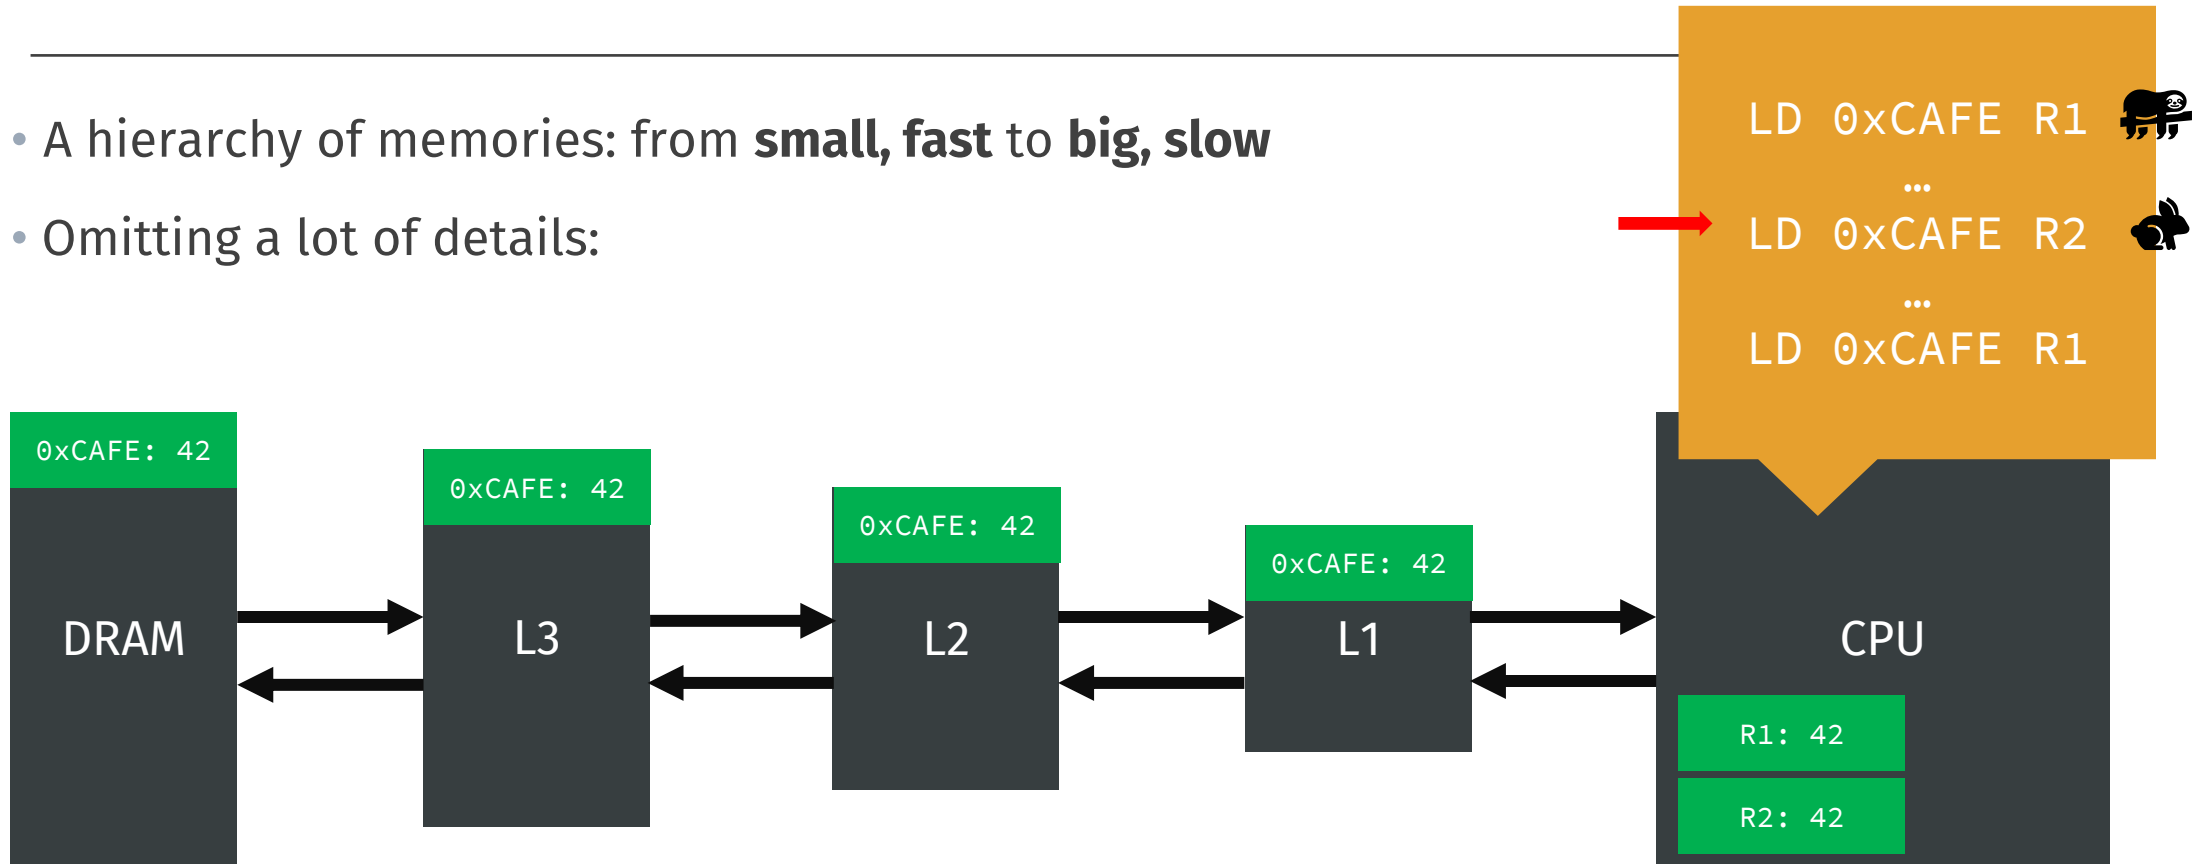 • A hierarchy of memories: from small, fast to big, slow
• Omitting a lot of details:
LD 0xCAFE R1
…
LD 0xCAFE R2
…
LD 0xCAFE R1
0xCAFE: 42
DRAM
0xCAFE: 42
L3
0xCAFE: 42
L2
0xCAFE: 42
L1
CPU
R1: 42
R2: 42